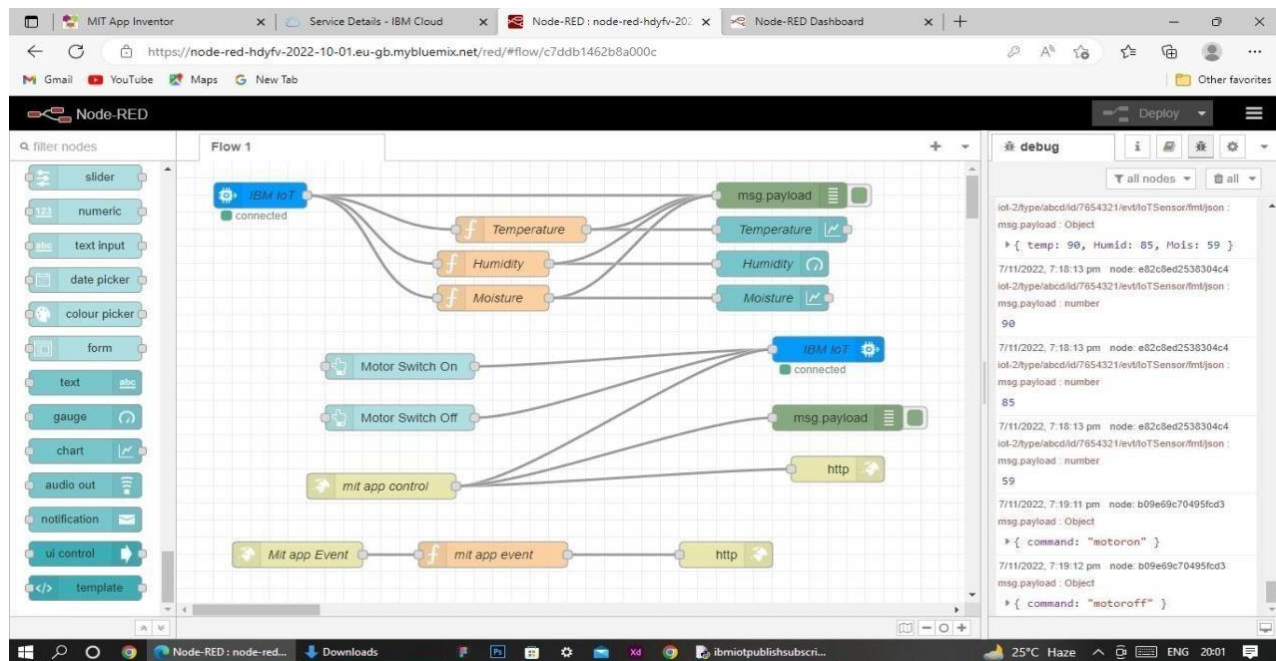 MIT App Inventor
Service Details - IBM Cloud
Node-RED : node-red-hdyfv-202
Node-RED Dashboard
https://node-red-hdyfv-2022-10-01.eu-gb.mybluemix.net/red/#flow/c7ddb1462b8a000c
Gmail YouTube Maps New Tab
Other favorites
Node-RED
Deploy
filter nodes
Flow 1
debug
all nodes
all
slider
numeric
text input
date picker
colour picker
form
text
gauge
chart
audio out
notification
ui control
template
IBM IoT
connected
Temperature
Humidity
Moisture
msg.payload
Temperature
Humidity
Moisture
Motor Switch On
Motor Switch Off
IBM IoT
connected
msg.payload
mit app control
http
Mit app Event
mit app event
http
iot-2/type/abcd/id/7654321/evt/IoTSensor/fmt/json :
msg.payload : Object
{ temp: 90, Humid: 85, Mois: 59 }
7/11/2022, 7:18:13 pm node: e82c8ed2538304c4
iot-2/type/abcd/id/7654321/evt/IoTSensor/fmt/json :
msg.payload : number
90
7/11/2022, 7:18:13 pm node: e82c8ed2538304c4
iot-2/type/abcd/id/7654321/evt/IoTSensor/fmt/json :
msg.payload : number
85
7/11/2022, 7:18:13 pm node: e82c8ed2538304c4
iot-2/type/abcd/id/7654321/evt/IoTSensor/fmt/json :
msg.payload : number
59
7/11/2022, 7:19:11 pm node: b09e69c70495fcd3
msg.payload : Object
{ command: "motoron" }
7/11/2022, 7:19:12 pm node: b09e69c70495fcd3
msg.payload : Object
{ command: "motoroff" }
Node-RED : node-red...
Downloads
ibmiotpublishsubscri...
25°C Haze
ENG
20:01